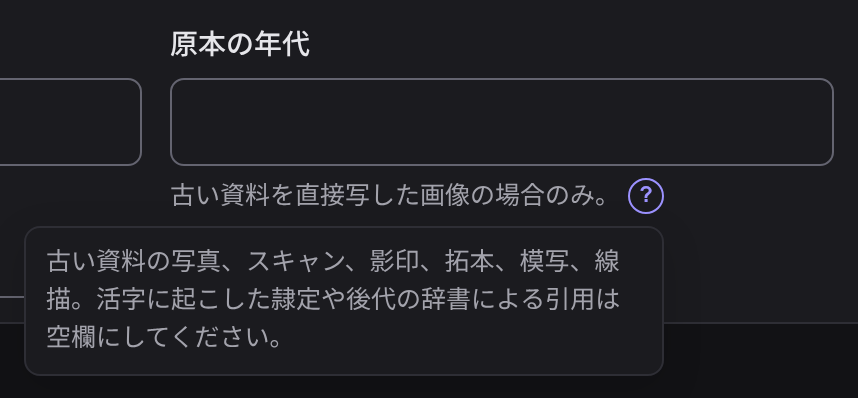 原本の年代
古い資料を直接写した画像の場合のみ。 ?
古い資料の写真、スキャン、影印、拓本、模写、線
描。活字に起こした隷定や後代の辞書による引用は
空欄にしてください。